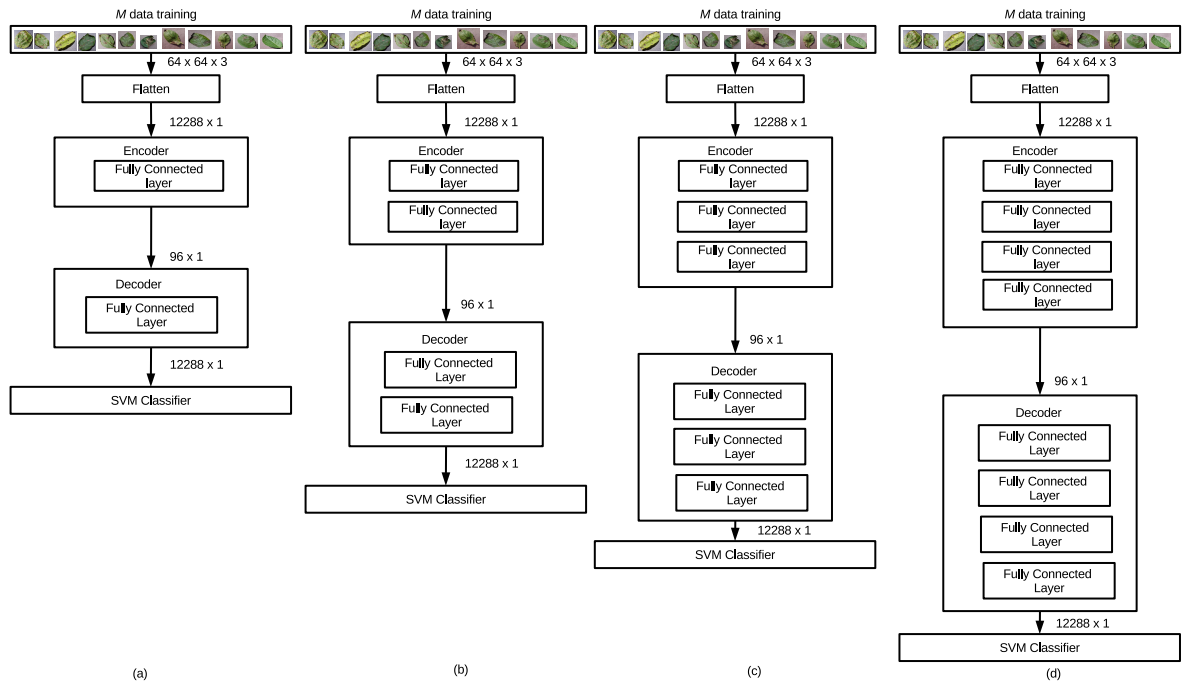 M data training
64 x 64 x 3
Flatten
12288 x 1
Encoder
Fully Connected
layer
96 x 1
Decoder
Fully Connected
Layer
12288 x 1
SVM Classifier
(a)
M data training
64 x 64 x 3
Flatten
12288 x 1
Encoder
Fully Connected
layer
Fully Connected
layer
96 x 1
Decoder
Fully Connected
Layer
Fully Connected
Layer
12288 x 1
SVM Classifier
(b)
M data training
64 x 64 x 3
Flatten
12288 x 1
Encoder
Fully Connected
layer
Fully Connected
layer
Fully Connected
layer
96 x 1
Decoder
Fully Connected
Layer
Fully Connected
Layer
Fully Connected
Layer
12288 x 1
SVM Classifier
(c)
M data training
64 x 64 x 3
Flatten
12288 x 1
Encoder
Fully Connected
layer
Fully Connected
layer
Fully Connected
layer
Fully Connected
layer
96 x 1
Decoder
Fully Connected
Layer
Fully Connected
Layer
Fully Connected
Layer
Fully Connected
Layer
12288 x 1
SVM Classifier
(d)